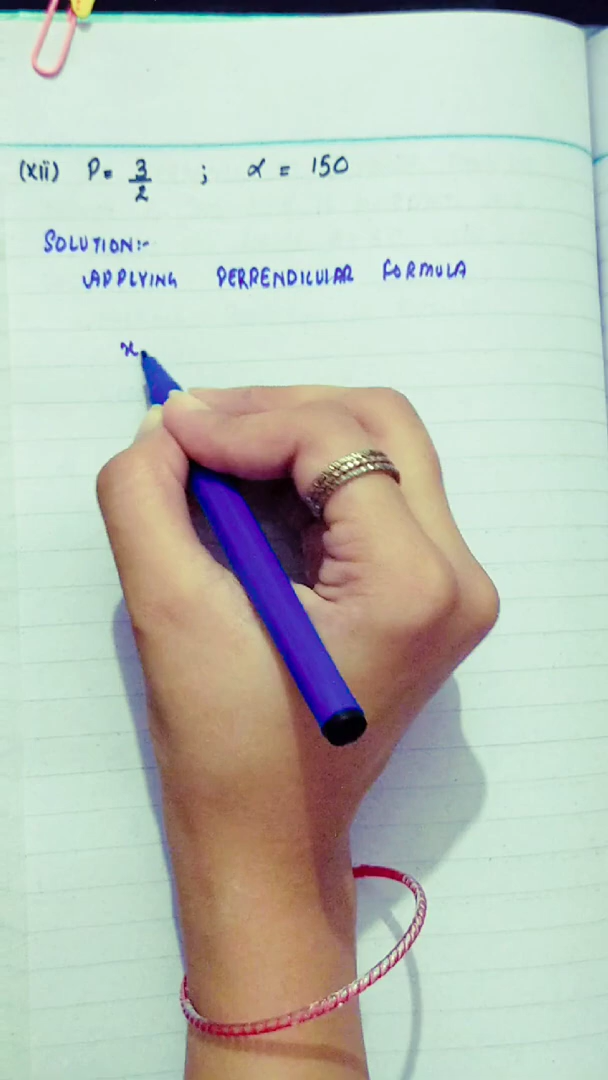 (xii) P = 3/2 ; α = 150
SOLUTION:-
APPLYING PERPENDICULAR FORMULA
x